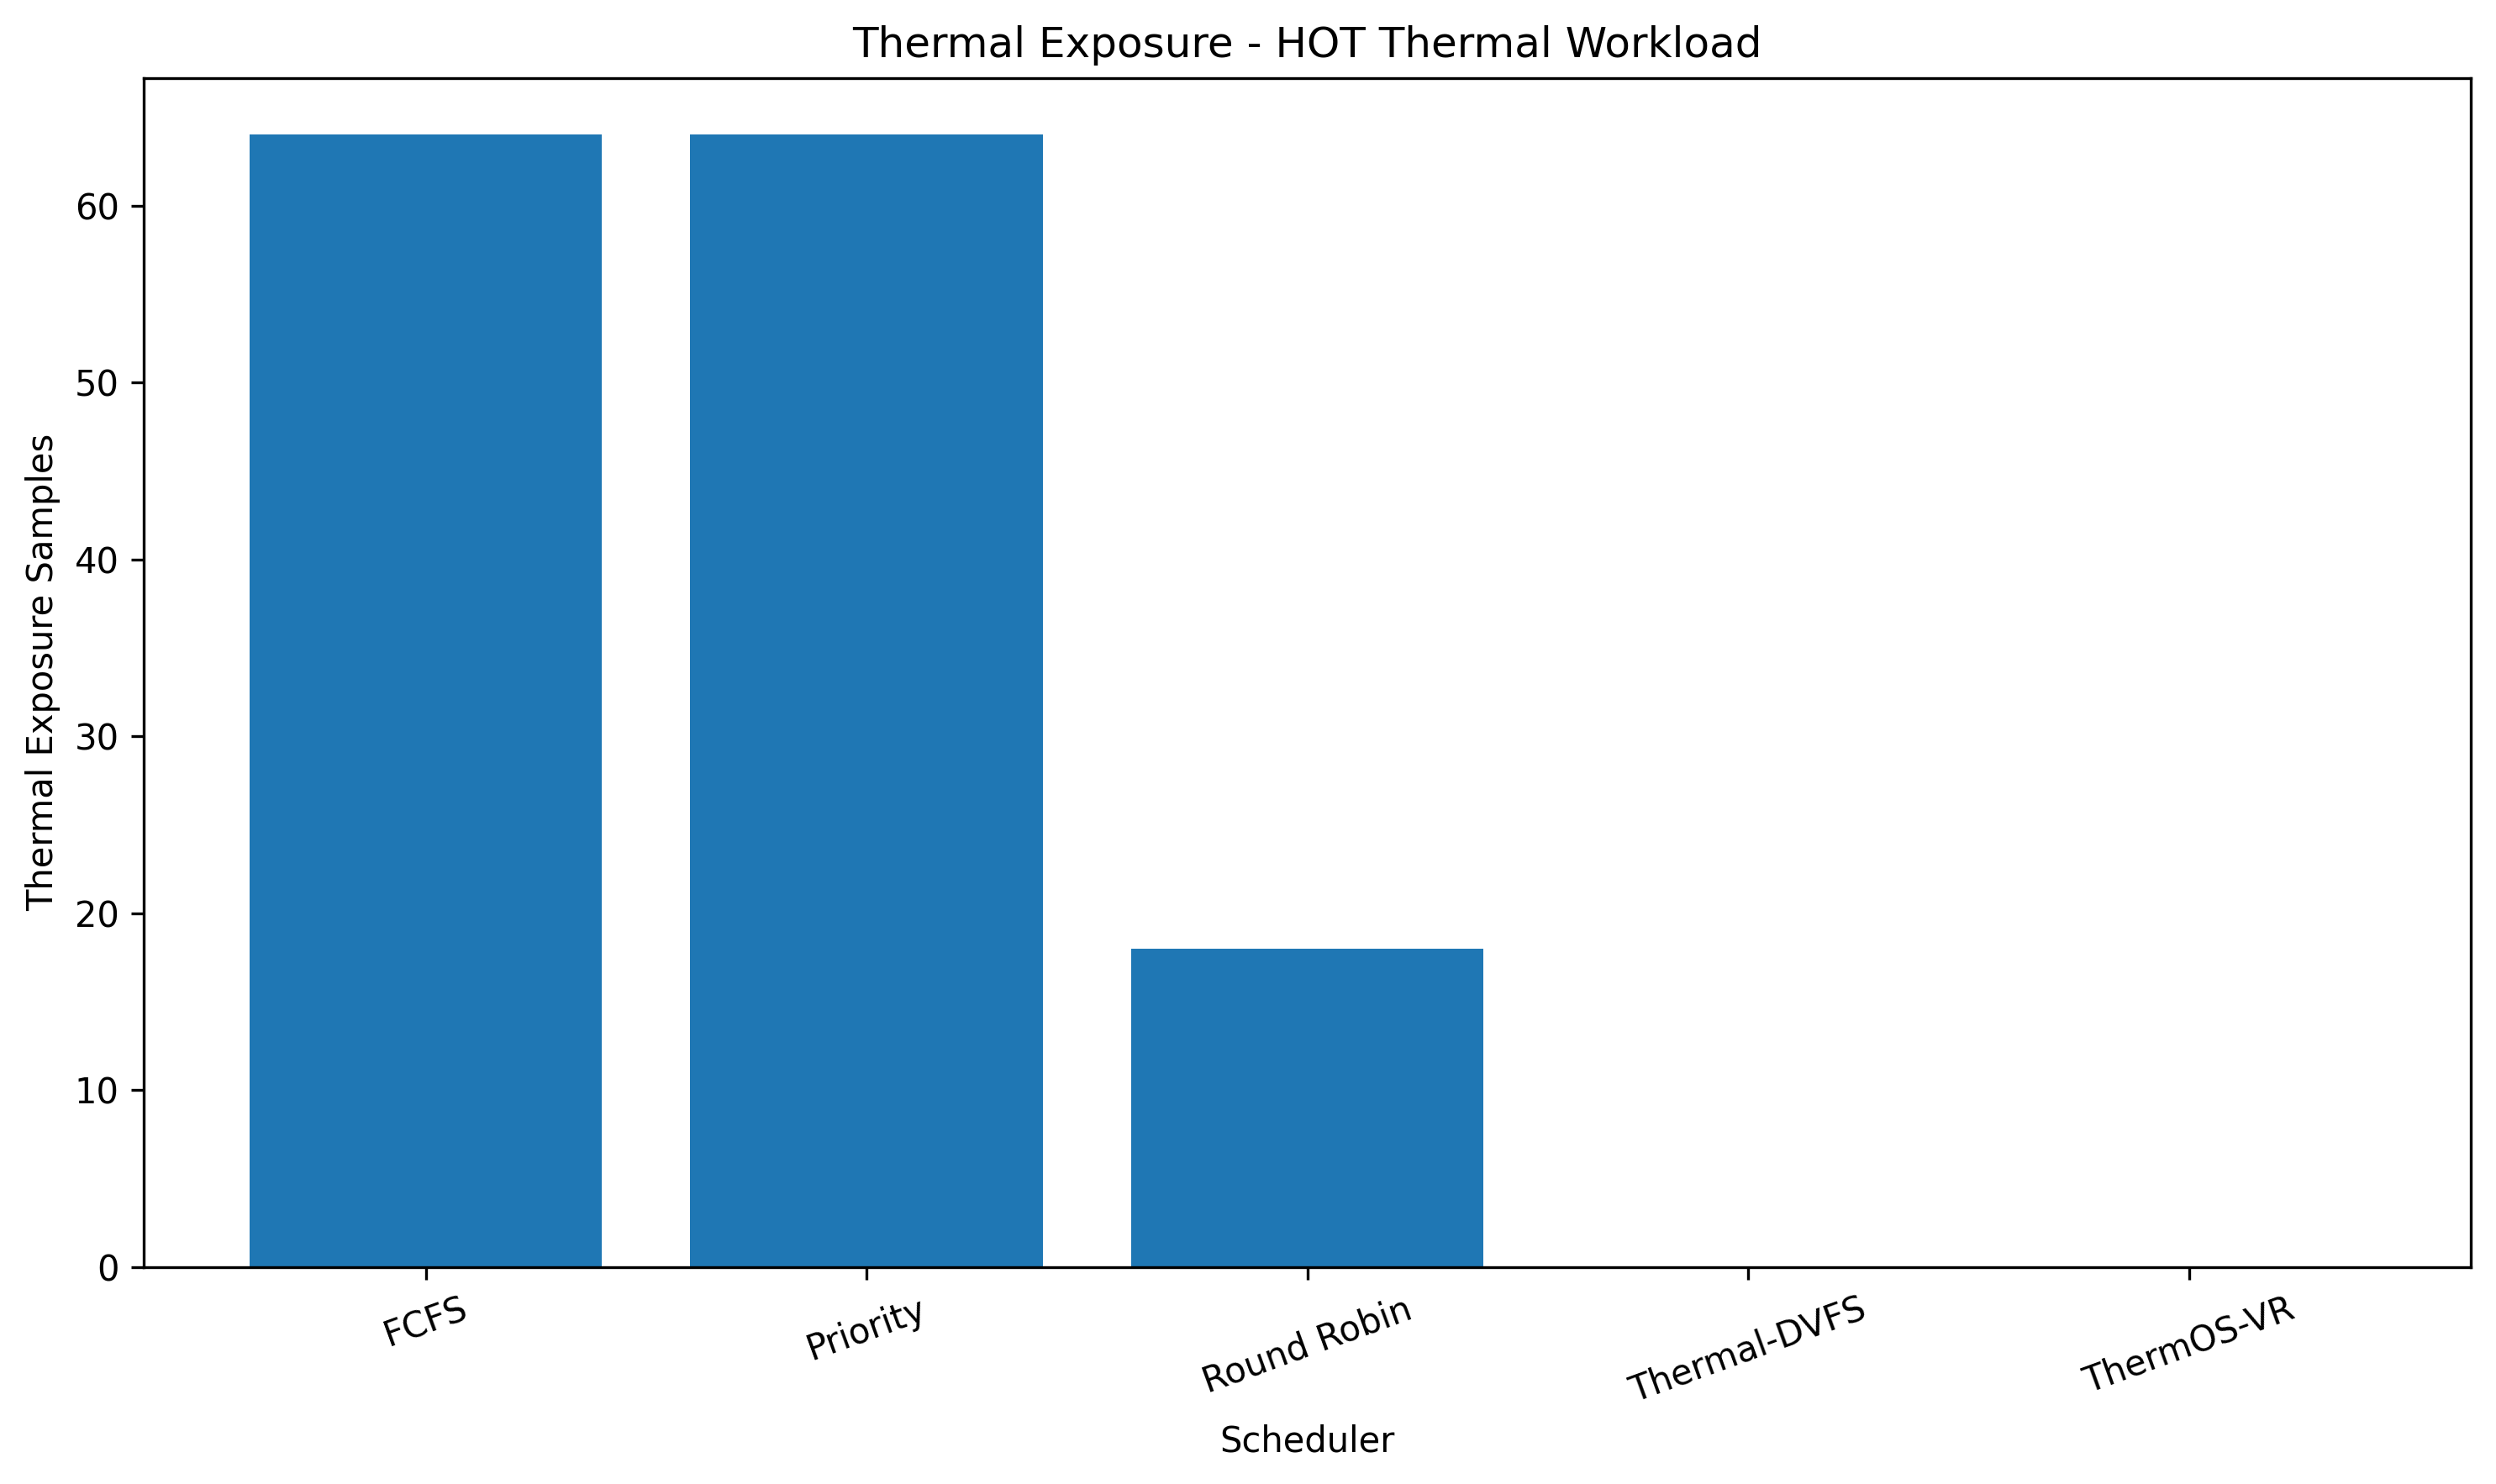 Thermal Exposure - HOT Thermal Workload
Thermal Exposure Samples
60
50
40
30
20
10
0
FCFS
Priority
Round Robin
Thermal-DVFS
ThermOS-VR
Scheduler